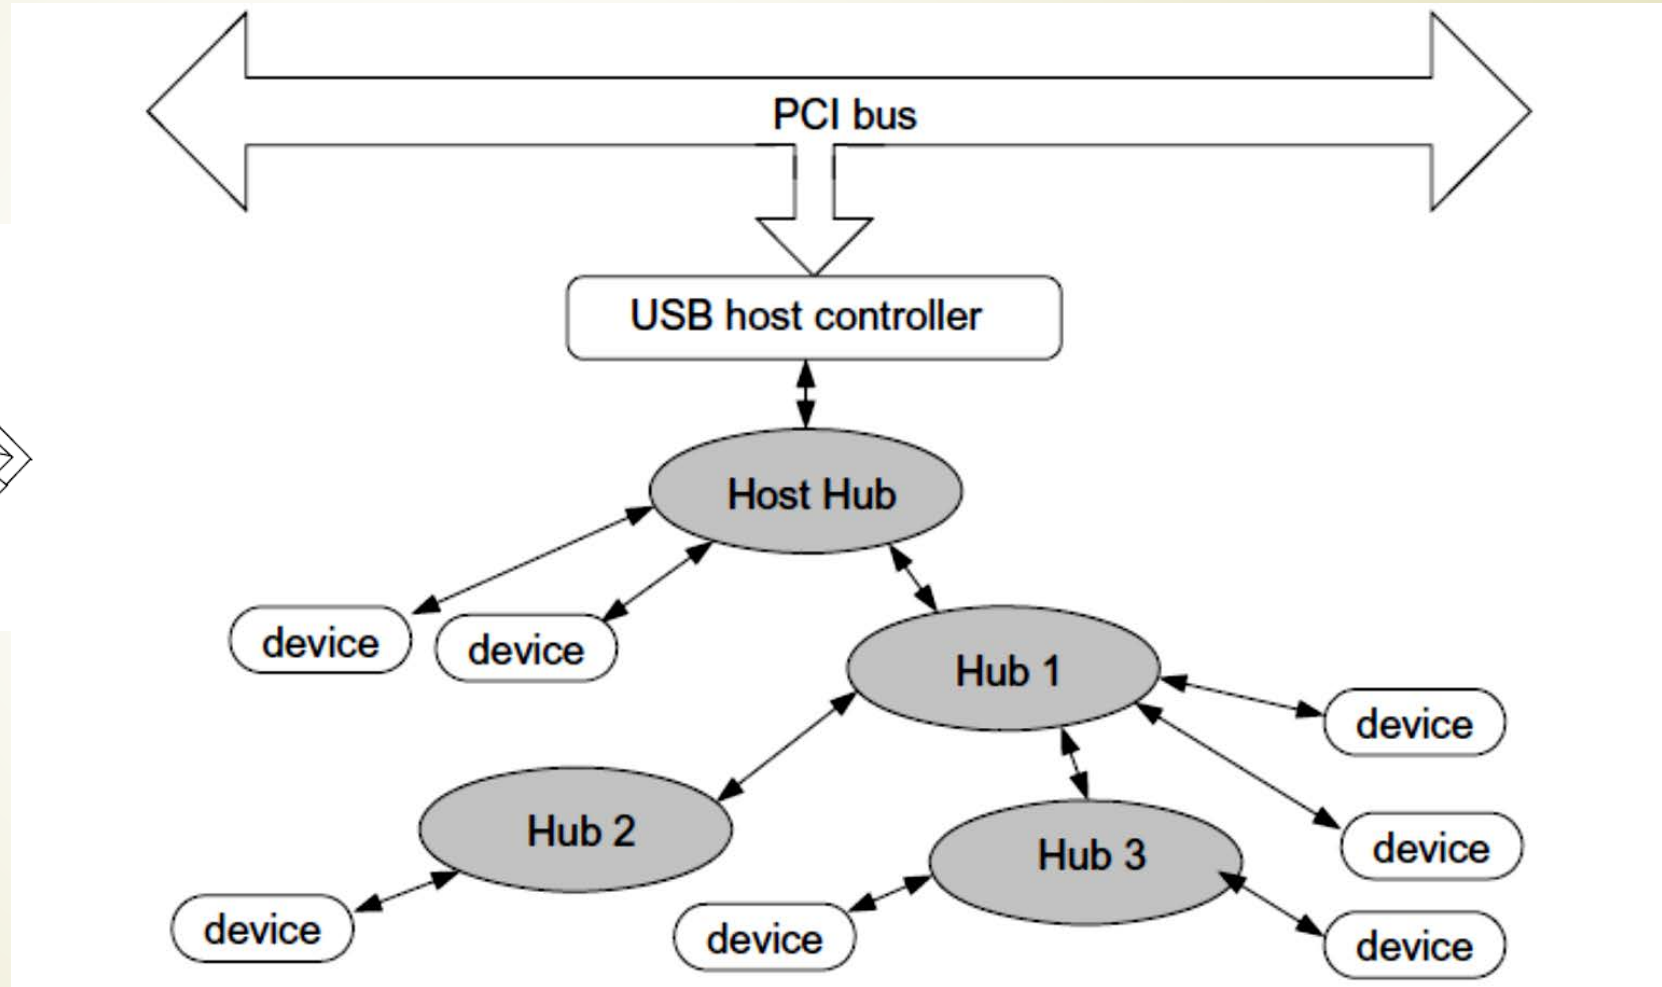 PCI bus
USB host controller
Host Hub
device
device
Hub 1
device
Hub 2
device
Hub 3
device
device
device